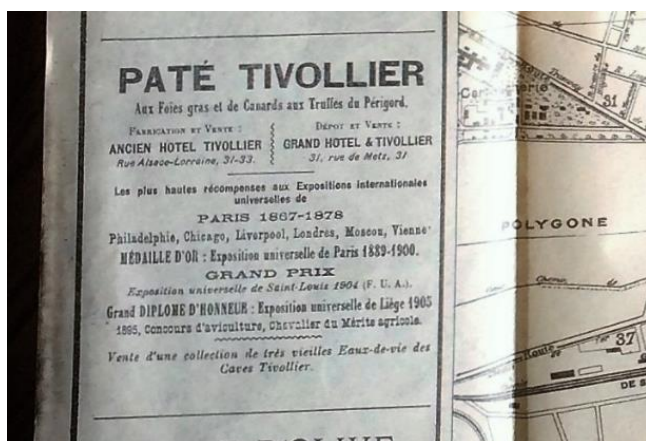 PATÉ TIVOLLIER
Aux Foies gras et de Canards aux Truffes du Périgord.
FABRICATION ET VENTE :
ANCIEN HOTEL TIVOLLIER
Rue Alsace-Lorraine, 31-33.
DÉPOT ET VENTE :
GRAND HOTEL & TIVOLLIER
31, rue de Metz, 31
Les plus hautes récompenses aux Expositions internationales
universelles de
PARIS 1867-1878
Philadelphie, Chicago, Liverpool, Londres, Moscou, Vienne
MÉDAILLE D'OR : Exposition universelle de Paris 1889-1900.
GRAND PRIX
Exposition universelle de Saint-Louis 1904 (F. U. A.).
Grand DIPLOME D'HONNEUR : Exposition universelle de Liège 1905
1895, Concours d'aviculture, Chevalier du Mérite agricole.
Vente d'une collection de très vieilles Eaux-de-vie des
Caves Tivollier.
31
POLYGONE
Chemin de
Route
37
DE S